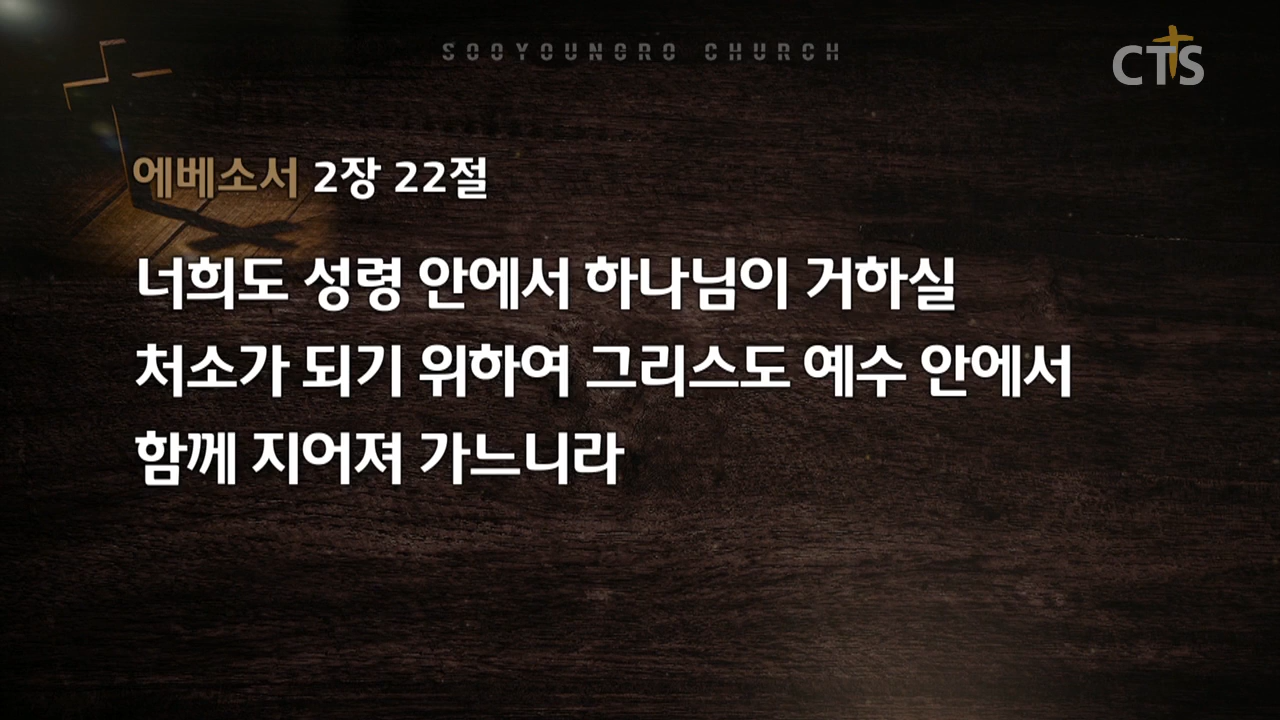 SOOYOUNGRO CHURCH
CTS
에베소서 2장 22절
너희도 성령 안에서 하나님이 거하실
처소가 되기 위하여 그리스도 예수 안에서
함께 지어져 가느니라